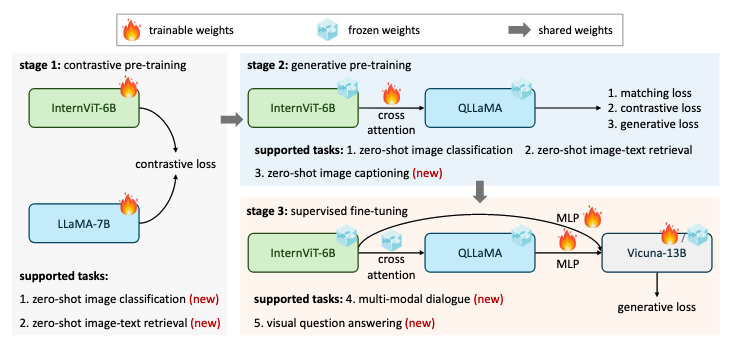 trainable weights
frozen weights
shared weights
stage 1: contrastive pre-training
InternViT-6B
contrastive loss
LLaMA-7B
supported tasks:
1. zero-shot image classification (new)
2. zero-shot image-text retrieval (new)
stage 2: generative pre-training
InternViT-6B
cross
attention
QLLaMA
1. matching loss
2. contrastive loss
3. generative loss
supported tasks: 1. zero-shot image classification 2. zero-shot image-text retrieval
3. zero-shot image captioning (new)
stage 3: supervised fine-tuning
MLP
InternViT-6B
cross
attention
QLLaMA
MLP
/
Vicuna-13B
generative loss
supported tasks: 4. multi-modal dialogue (new)
5. visual question answering (new)